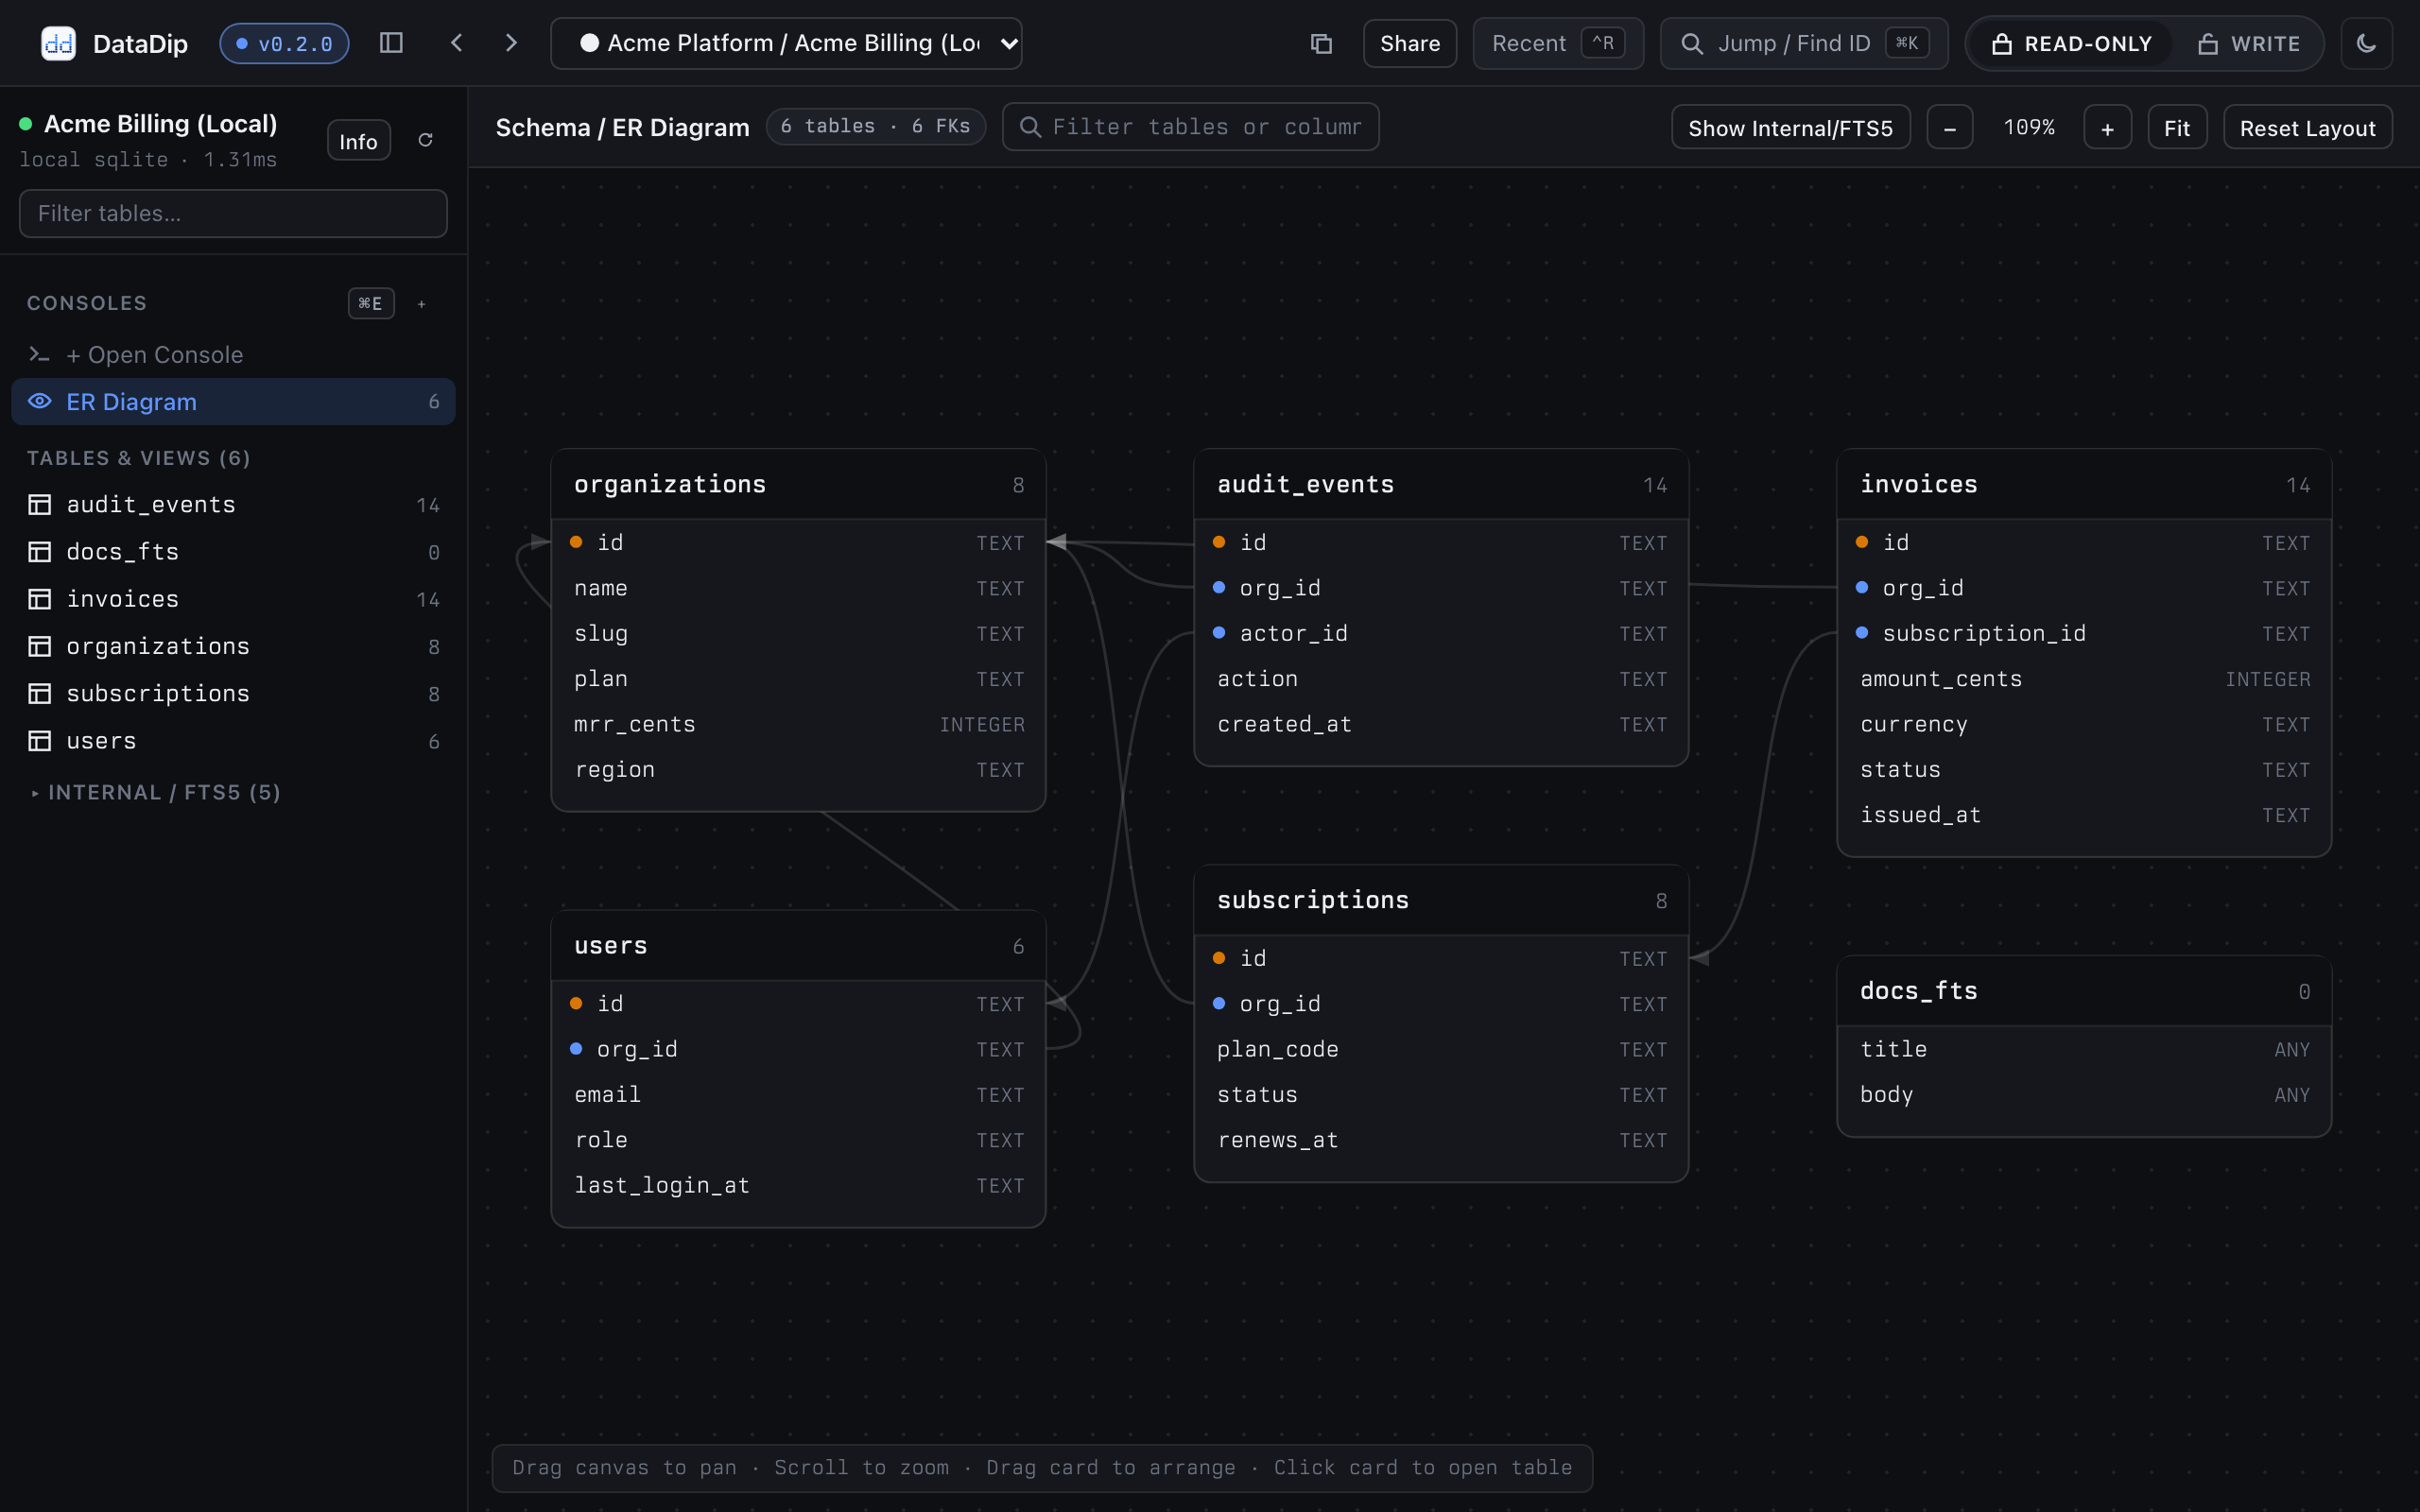 dd DataDip v0.2.0 Acme Platform / Acme Billing (Loc Share Recent ^R Jump / Find ID ⌘K READ-ONLY WRITE
Acme Billing (Local)
local sqlite · 1.31ms
Info
Filter tables...
CONSOLES ⌘E +
+ Open Console
ER Diagram 6
TABLES & VIEWS (6)
audit_events 14
docs_fts 0
invoices 14
organizations 8
subscriptions 8
users 6
INTERNAL / FTS5 (5)
Schema / ER Diagram 6 tables · 6 FKs Filter tables or column Show Internal/FTS5 – 109% + Fit Reset Layout
organizations 8
id TEXT
name TEXT
slug TEXT
plan TEXT
mrr_cents INTEGER
region TEXT
users 6
id TEXT
org_id TEXT
email TEXT
role TEXT
last_login_at TEXT
audit_events 14
id TEXT
org_id TEXT
actor_id TEXT
action TEXT
created_at TEXT
subscriptions 8
id TEXT
org_id TEXT
plan_code TEXT
status TEXT
renews_at TEXT
invoices 14
id TEXT
org_id TEXT
subscription_id TEXT
amount_cents INTEGER
currency TEXT
status TEXT
issued_at TEXT
docs_fts 0
title ANY
body ANY
Drag canvas to pan · Scroll to zoom · Drag card to arrange · Click card to open table